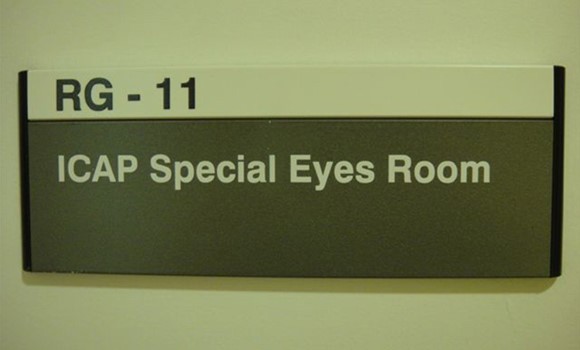 RG - 11
ICAP Special Eyes Room